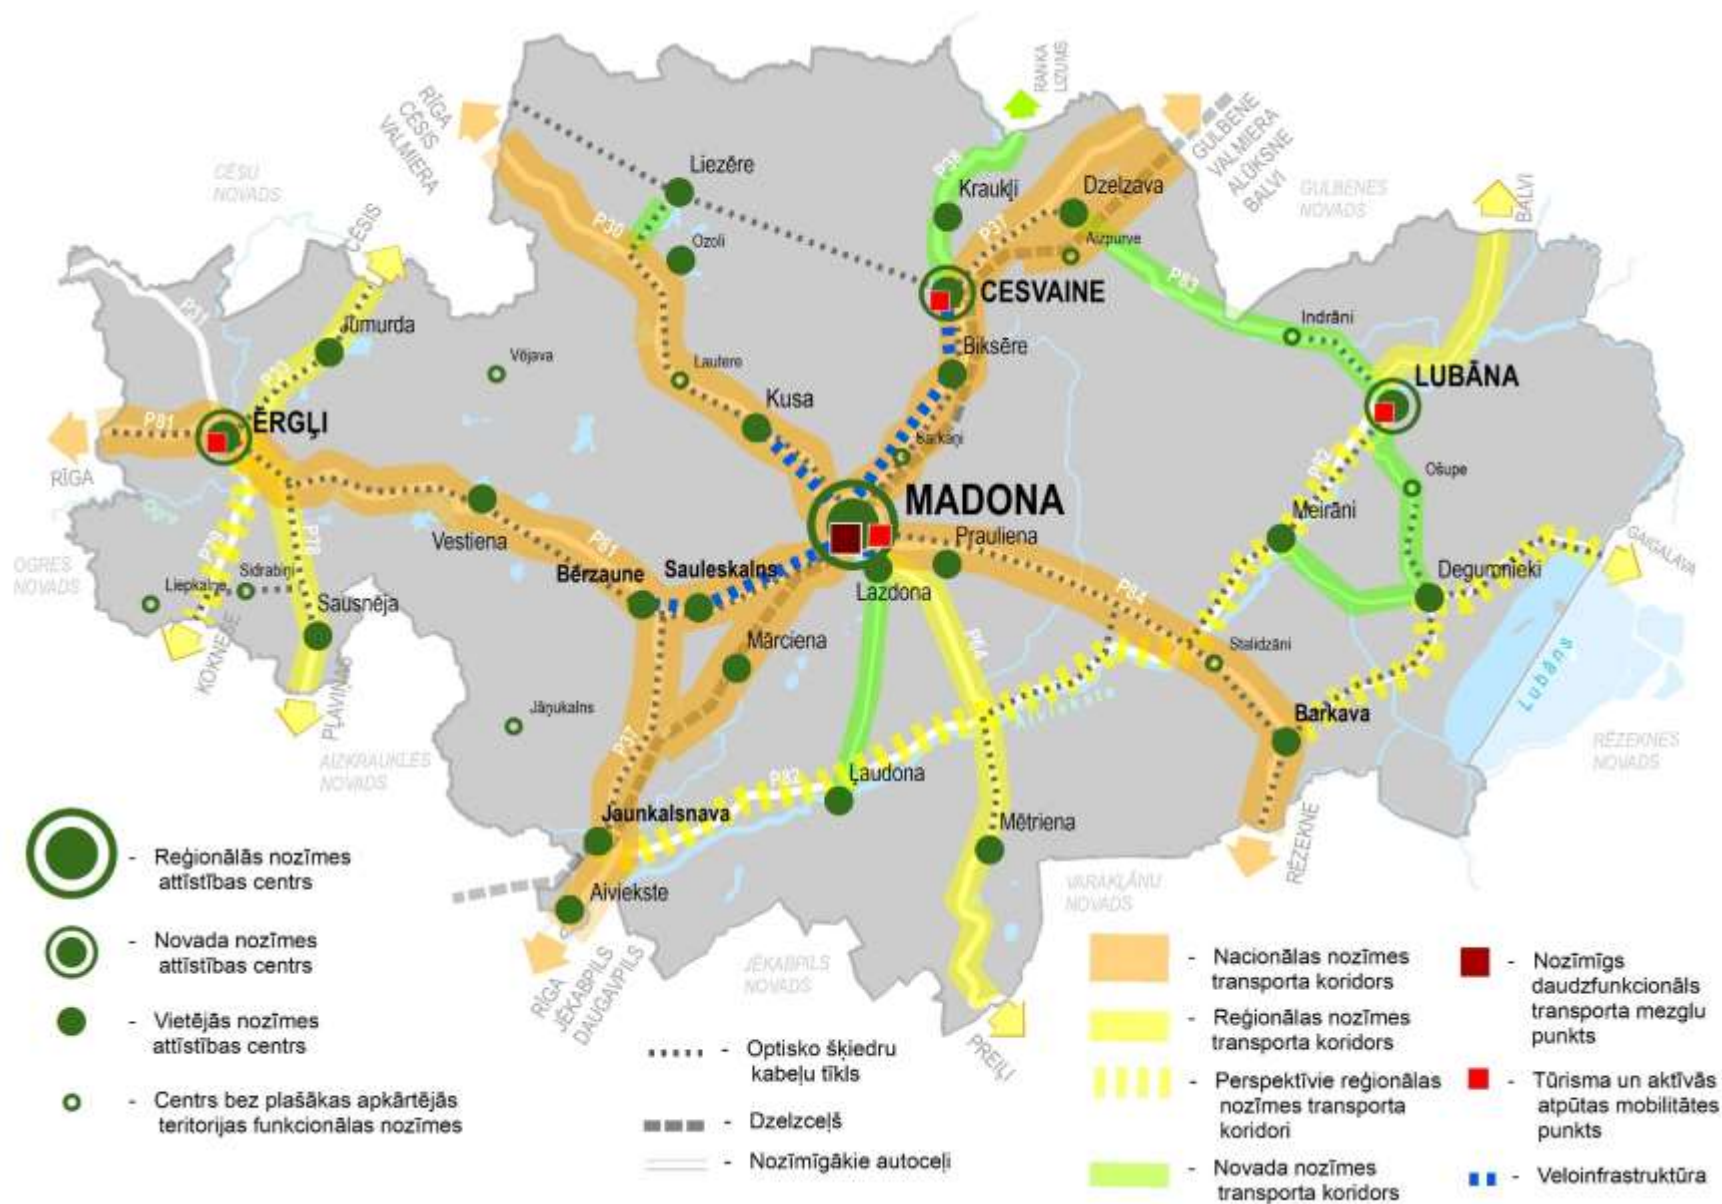 RANKA
LIZUMS
RĪGA
CĒSIS
VALMIERA
GULBENE
VALMIERA
ALŪKSNE
BALVI
BALVI
CĒSU
NOVADS
CĒSIS
GULBENES
NOVADS
Liezēre
P38
Kraukļi
Dzelzava
P30
P37
Ozoli
Aizpurve
P83
CESVAINE
P81
Jumurda
Indrāni
P33
Vējava
Lautere
Biksēre
LUBĀNA
Kusa
ĒRGĻI
P81
RĪGA
Sarkaņi
P82
Ošupe
MADONA
Vestiena
Meirāni
Prauliena
GAIGALAVA
P79
P78
P81
OGRES
NOVADS
Liepkalne
Sidrabiņi
Bērzaune
Sauleskalns
Lazdona
Degumnieki
P84
Sausnēja
KOKNESE
Mārciena
Stalidzāni
Lubāns
PĻAVIŅAS
Jāņukalns
Aiviekste
Barkava
P37
AIZKRAUKLES
NOVADS
RĒZEKNES
NOVADS
P82
Ļaudona
Jaunkalsnava
Mētriena
RĒZEKNE
Aiviekste
VARAKĻĀNU
NOVADS
RĪGA
JĒKABPILS
DAUGAVPILS
JĒKABPILS
NOVADS
PREIĻI
- Reģionālās nozīmes
attīstības centrs
- Novada nozīmes
attīstības centrs
- Vietējās nozīmes
attīstības centrs
- Centrs bez plašākas apkārtējās
teritorijas funkcionālas nozīmes
- Optisko šķiedru
kabeļu tīkls
- Dzelzceļš
- Nozīmīgākie autoceļi
- Nacionālas nozīmes
transporta koridors
- Reģionālas nozīmes
transporta koridors
- Perspektīvie reģionālas
nozīmes transporta
koridori
- Novada nozīmes
transporta koridors
- Nozīmīgs
daudzfunkcionāls
transporta mezglu
punkts
- Tūrisma un aktīvās
atpūtas mobilitātes
punkts
- Veloinfrastruktūra